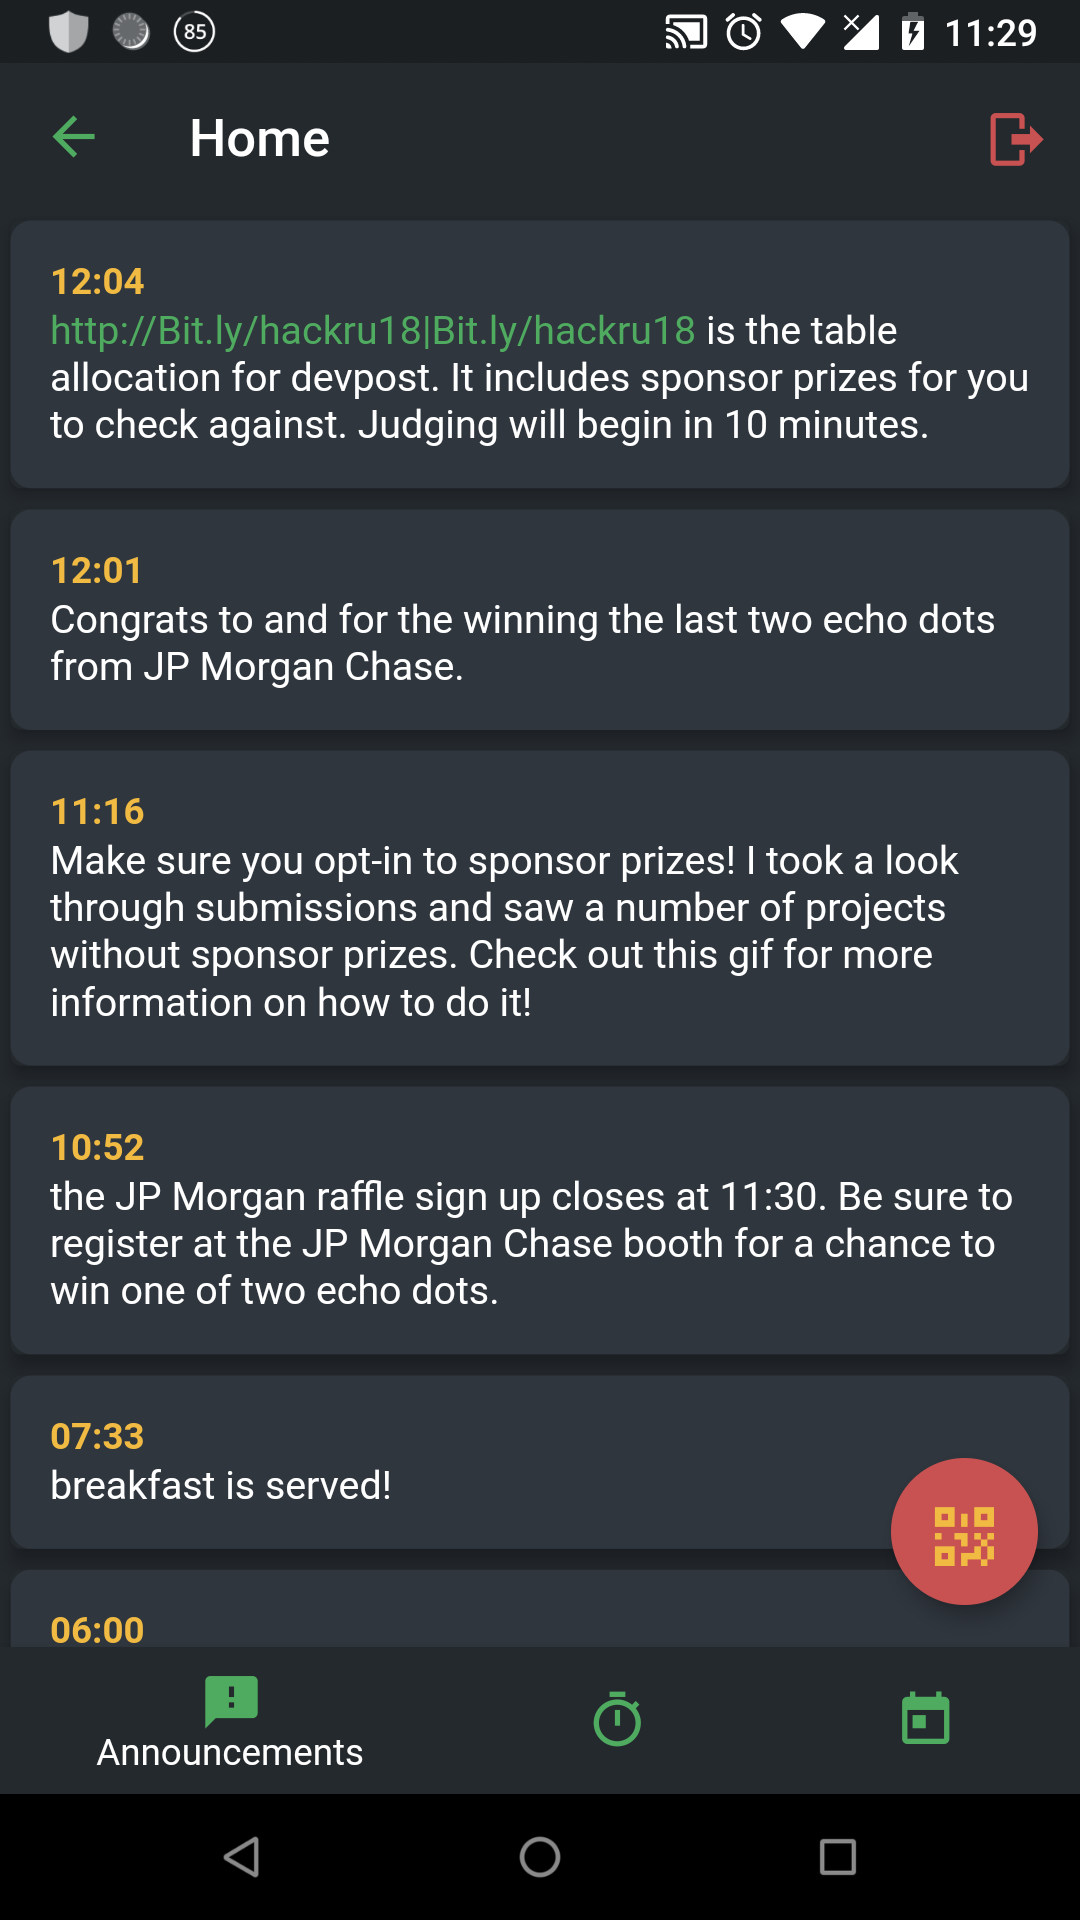 85
11:29
Home
12:04
http://Bit.ly/hackru18|Bit.ly/hackru18 is the table
allocation for devpost. It includes sponsor prizes for you
to check against. Judging will begin in 10 minutes.
12:01
Congrats to and for the winning the last two echo dots
from JP Morgan Chase.
11:16
Make sure you opt-in to sponsor prizes! I took a look
through submissions and saw a number of projects
without sponsor prizes. Check out this gif for more
information on how to do it!
10:52
the JP Morgan raffle sign up closes at 11:30. Be sure to
register at the JP Morgan Chase booth for a chance to
win one of two echo dots.
07:33
breakfast is served!
06:00
Announcements